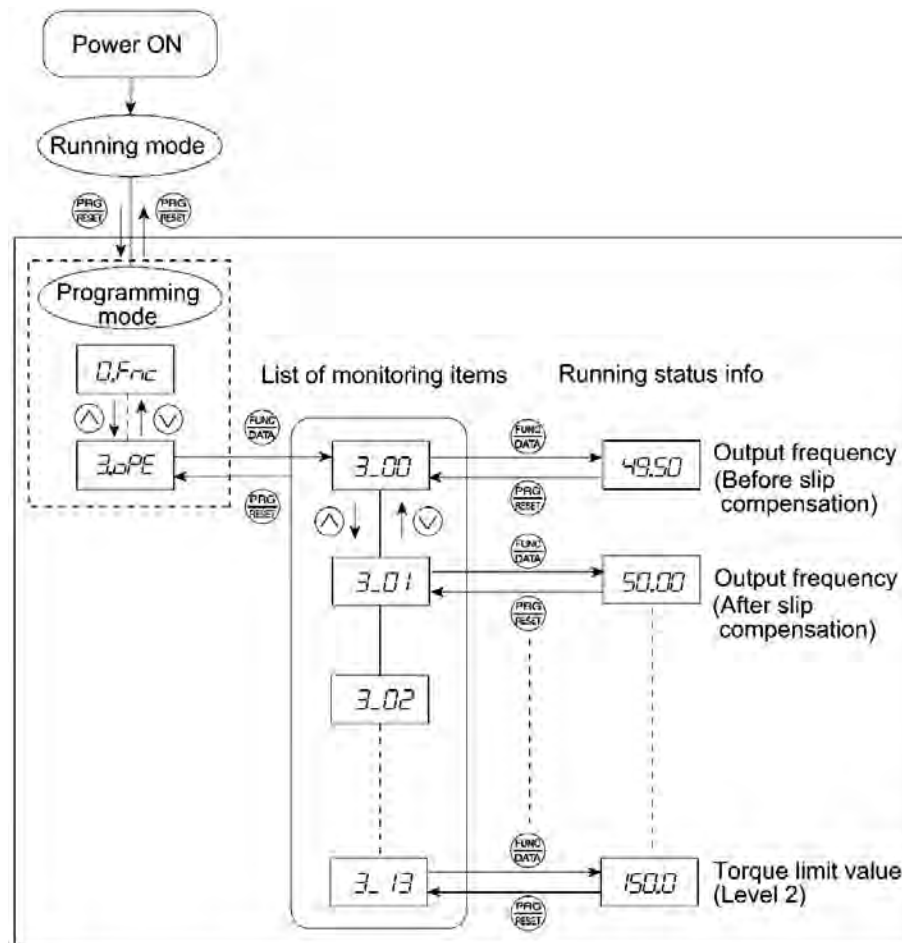 Power ON
Running mode
PRG
RESET
PRG
RESET
Programming
mode
0.Fnc
3.oPE
List of monitoring items
Running status info
FUNC
DATA
PRG
RESET
3_00
FUNC
DATA
PRG
RESET
49.50
Output frequency
(Before slip
compensation)
3_01
FUNC
DATA
PRG
RESET
50.00
Output frequency
(After slip
compensation)
3_02
3_13
FUNC
DATA
PRG
RESET
150.0
Torque limit value
(Level 2)